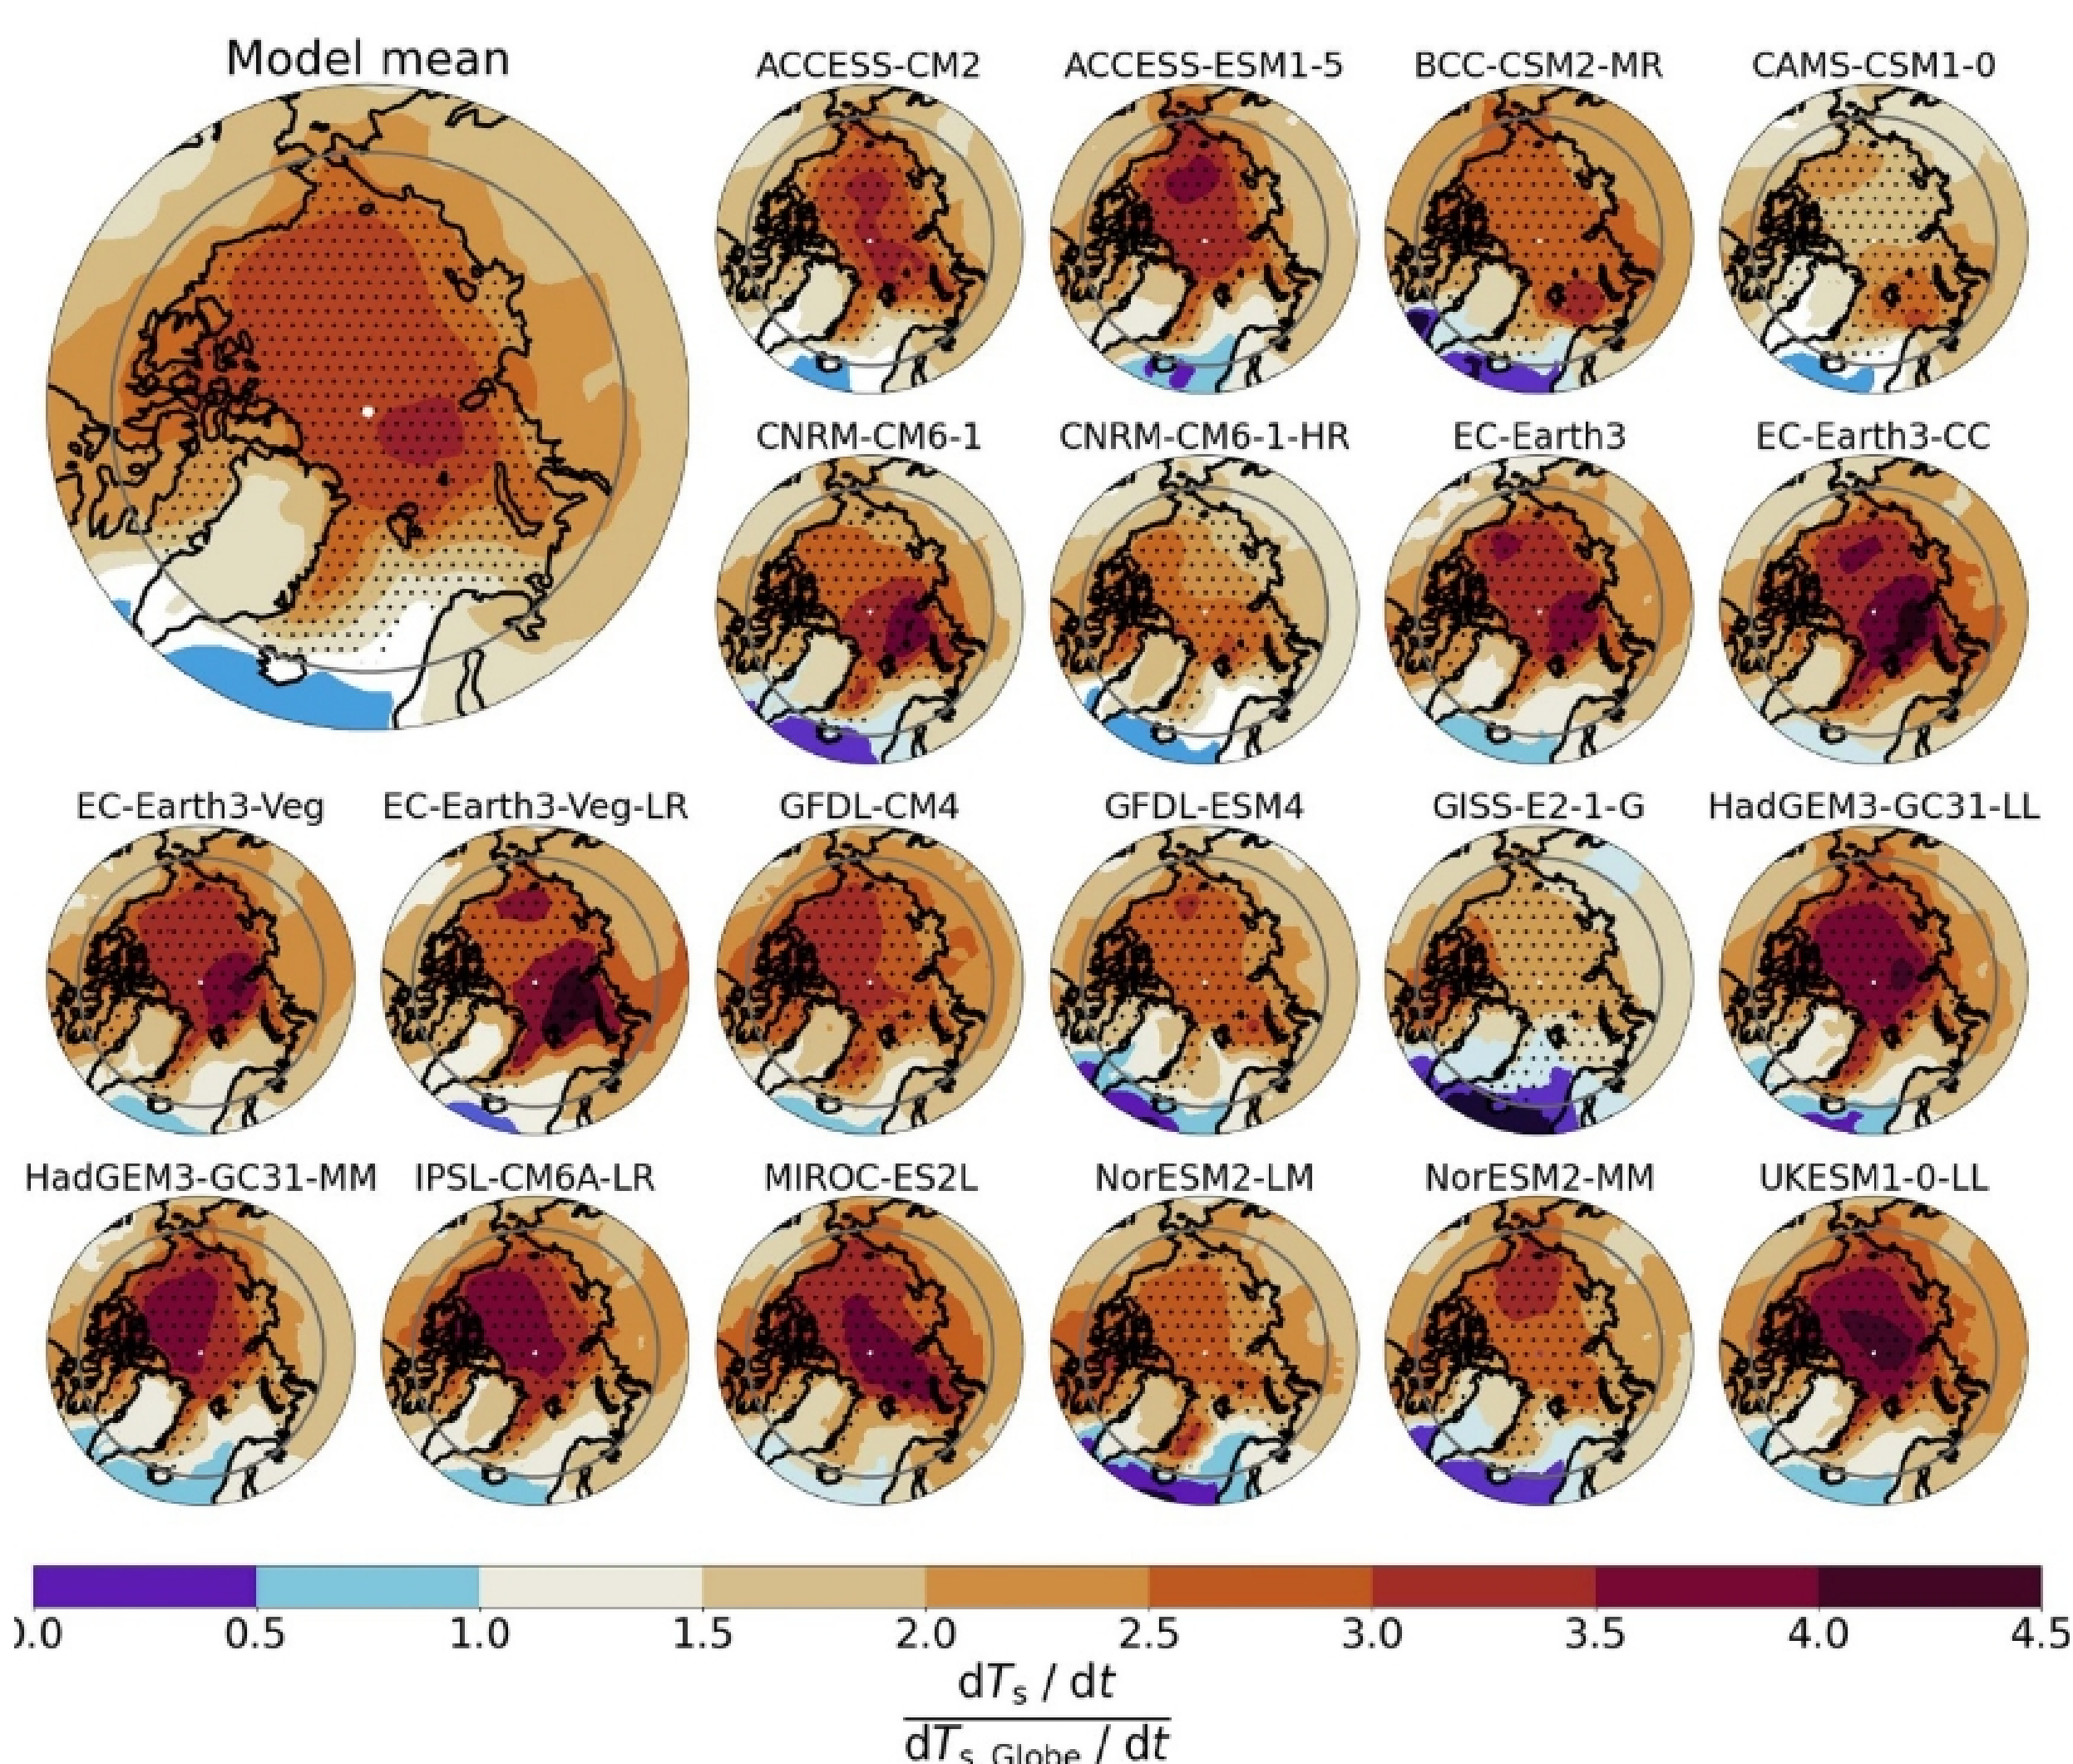 Model mean
ACCESS-CM2 ACCESS-ESM1-5 BCC-CSM2-MR CAMS-CSM1-0
CNRM-CM6-1 CNRM-CM6-1-HR EC-Earth3 EC-Earth3-CC
EC-Earth3-Veg EC-Earth3-Veg-LR GFDL-CM4 GFDL-ESM4 GISS-E2-1-G HadGEM3-GC31-LL
HadGEM3-GC31-MM IPSL-CM6A-LR MIROC-ES2L NorESM2-LM NorESM2-MM UKESM1-0-LL
0.0 0.5 1.0 1.5 2.0 2.5 3.0 3.5 4.0 4.5
dTs / dt
dTs Globe / dt